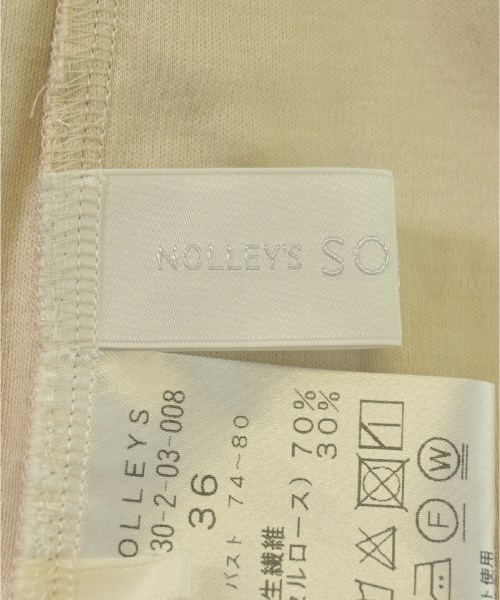 NOLLEY'S SO
OLLEYS
30-2-03-008
36
バスト 74～80
生繊維
ルロース) 70%
30%
W
F
ト使用